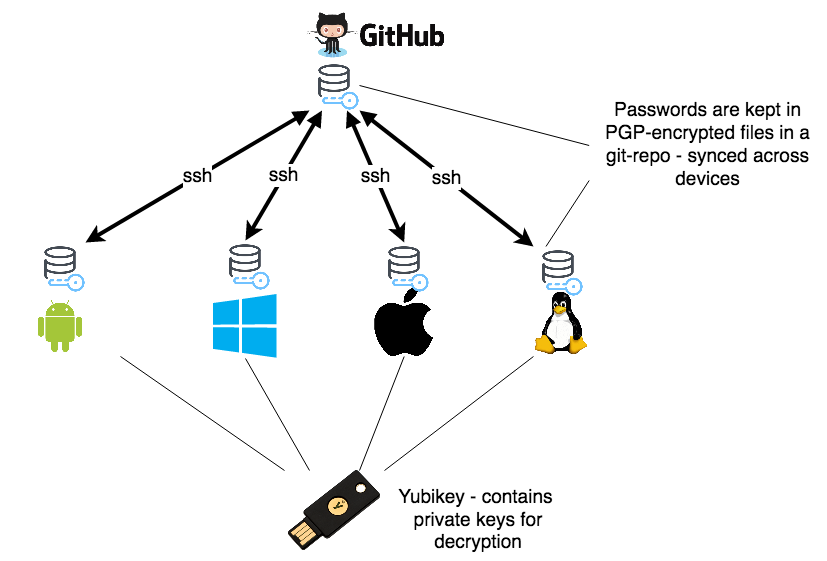 GitHub
Passwords are kept in
PGP-encrypted files in a
git-repo - synced across
devices
ssh
ssh
ssh
ssh
Yubikey - contains
private keys for
decryption